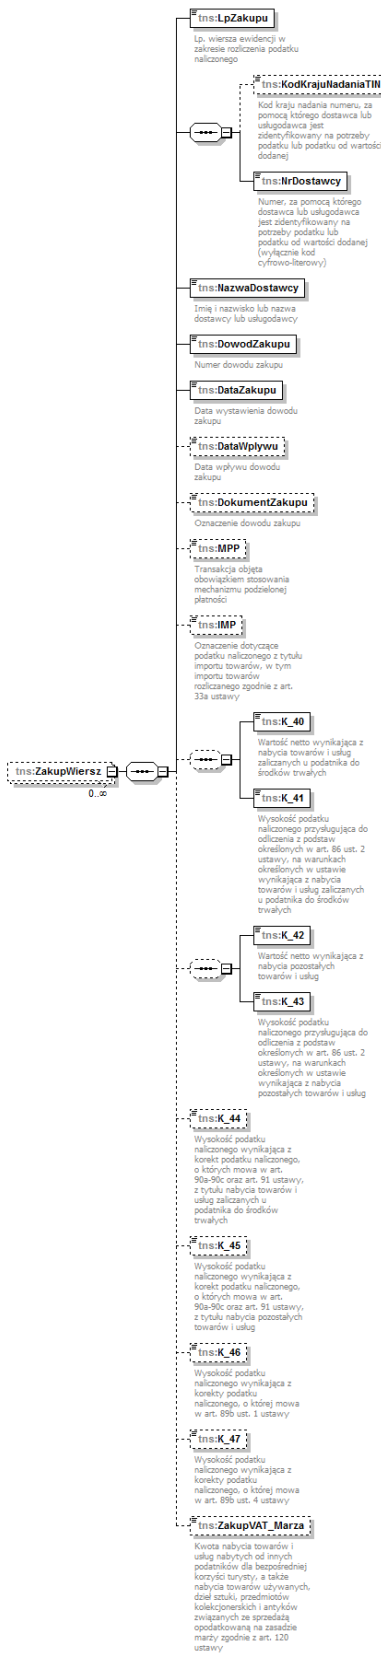 tns:LpZakupu
Lp. wiersza ewidencji w
zakresie rozliczenia podatku
naliczonego
tns:KodKrajuNadaniaTIN
Kod kraju nadania numeru, za
pomocą którego dostawca lub
usługodawca jest
zidentyfikowany na potrzeby
podatku lub podatku od wartości
dodanej
tns:NrDostawcy
Numer, za pomocą którego
dostawca lub usługodawca
jest zidentyfikowany na
potrzeby podatku lub
podatku od wartości dodanej
(wyłącznie kod
cyfrowo-literowy)
tns:NazwaDostawcy
Imię i nazwisko lub nazwa
dostawcy lub usługodawcy
tns:DowodZakupu
Numer dowodu zakupu
tns:DataZakupu
Data wystawienia dowodu
zakupu
tns:DataWplywu
Data wpływu dowodu
zakupu
tns:DokumentZakupu
Oznaczenie dowodu zakupu
tns:MPP
Transakcja objęta
obowiązkiem stosowania
mechanizmu podzielonej
płatności
tns:IMP
Oznaczenie dotyczące
podatku naliczonego z tytułu
importu towarów, w tym
importu towarów
rozliczanego zgodnie z art.
33a ustawy
tns:ZakupWiersz
0..∞
tns:K_40
Wartość netto wynikająca z
nabycia towarów i usług
zaliczanych u podatnika do
środków trwałych
tns:K_41
Wysokość podatku
naliczonego przysługująca do
odliczenia z podstaw
określonych w art. 86 ust. 2
ustawy, na warunkach
określonych w ustawie
wynikająca z nabycia
towarów i usług zaliczanych
u podatnika do środków
trwałych
tns:K_42
Wartość netto wynikająca z
nabycia pozostałych
towarów i usług
tns:K_43
Wysokość podatku
naliczonego przysługująca do
odliczenia z podstaw
określonych w art. 86 ust. 2
ustawy, na warunkach
określonych w ustawie
wynikająca z nabycia
pozostałych towarów i usług
tns:K_44
Wysokość podatku
naliczonego wynikająca z
korekt podatku naliczonego,
o których mowa w art.
90a-90c oraz art. 91 ustawy,
z tytułu nabycia towarów i
usług zaliczanych u
podatnika do środków
trwałych
tns:K_45
Wysokość podatku
naliczonego wynikająca z
korekt podatku naliczonego,
o których mowa w art.
90a-90c oraz art. 91 ustawy,
z tytułu nabycia pozostałych
towarów i usług
tns:K_46
Wysokość podatku
naliczonego wynikająca z
korekty podatku
naliczonego, o której mowa
w art. 89b ust. 1 ustawy
tns:K_47
Wysokość podatku
naliczonego wynikająca z
korekty podatku
naliczonego, o której mowa
w art. 89b ust. 4 ustawy
tns:ZakupVAT_Marza
Kwota nabycia towarów i
usług nabytych od innych
podatników dla bezpośredniej
korzyści turysty, a także
nabycia towarów używanych,
dzieł sztuki, przedmiotów
kolekcjonerskich i antyków
związanych ze sprzedażą
opodatkowaną na zasadzie
marży zgodnie z art. 120
ustawy